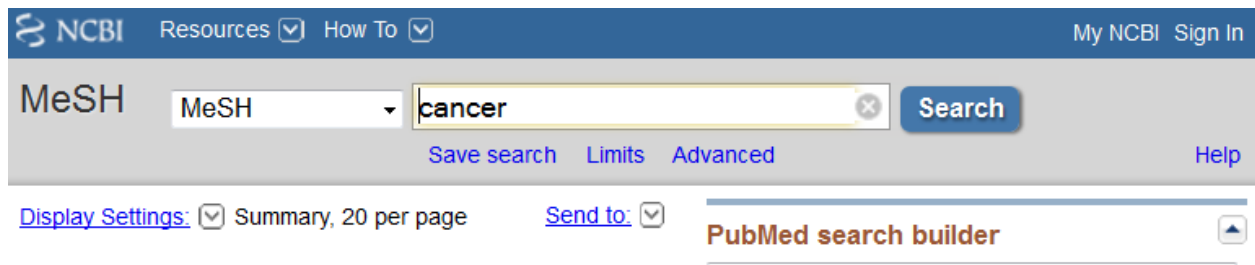 NCBI Resources How To My NCBI Sign In
MeSH MeSH cancer Search
Save search Limits Advanced Help
Display Settings: Summary, 20 per page Send to:
PubMed search builder